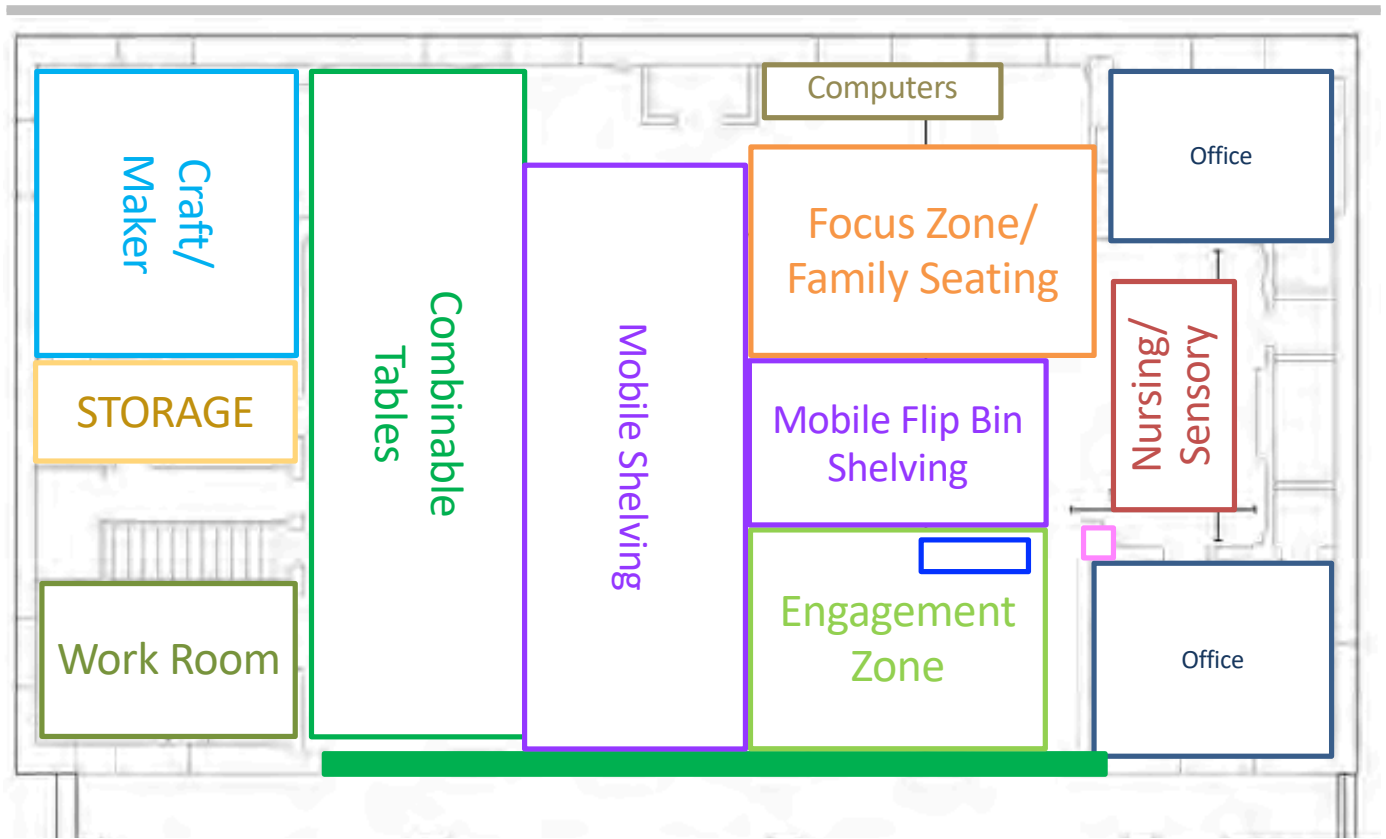 Craft/
Maker
STORAGE
Work Room
Combinable
Tables
Mobile Shelving
Computers
Focus Zone/
Family Seating
Mobile Flip Bin
Shelving
Engagement
Zone
Office
Nursing/
Sensory
Office